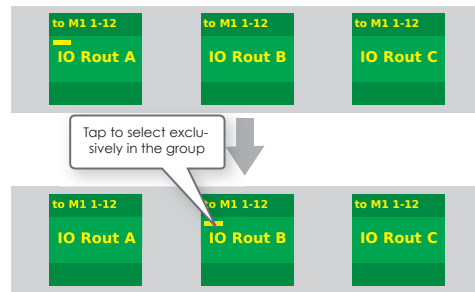 to M1 1-12 to M1 1-12 to M1 1-12
IO Rout A IO Rout B IO Rout C
Tap to select exclu-
sively in the group
to M1 1-12 to M1 1-12 to M1 1-12
IO Rout A IO Rout B IO Rout C